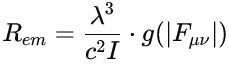 R_{em} = \frac{\lambda^3}{c^2 I} \cdot g(|F_{\mu\nu}|)